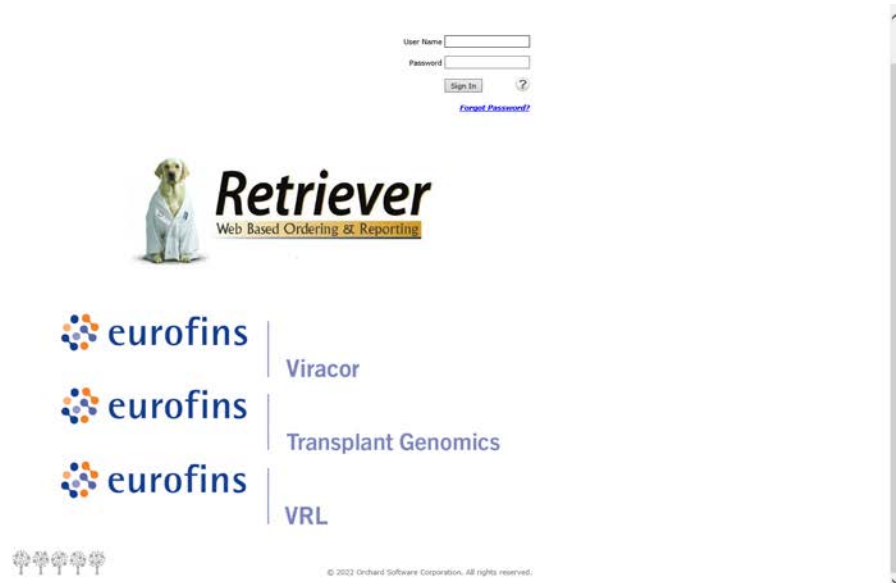 User Name
Password
Sign In ?
Forgot Password?
Retriever
Web Based Ordering & Reporting
eurofins
Viracor
eurofins
Transplant Genomics
eurofins
VRL
© 2022 Orchard Software Corporation. All rights reserved.